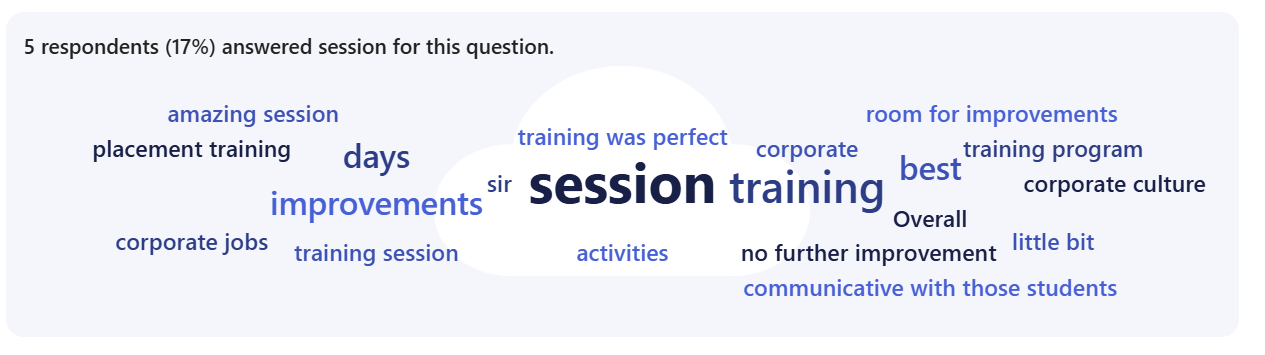 5 respondents (17%) answered session for this question.
amazing session
room for improvements
training was perfect
placement training
days
corporate
best
training program
improvements
sir
session
training
corporate culture
Overall
corporate jobs
training session
activities
no further improvement
little bit
communicative with those students